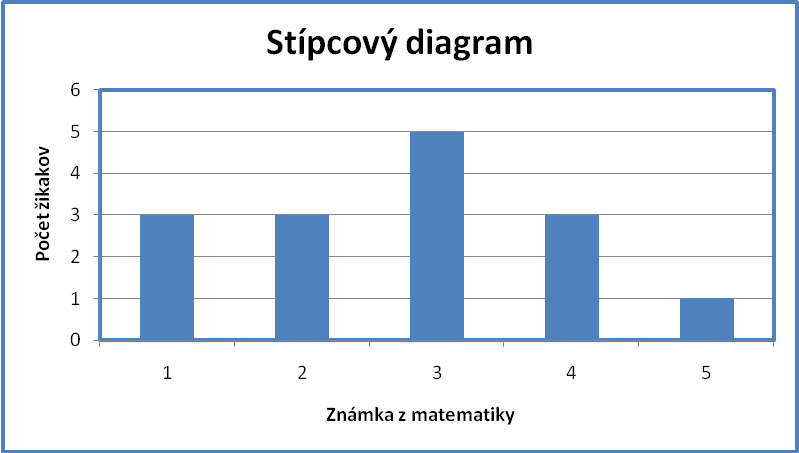 Stípcový diagram
Počet žikakov
6
5
4
3
2
1
0
1 2 3 4 5
Známka z matematiky